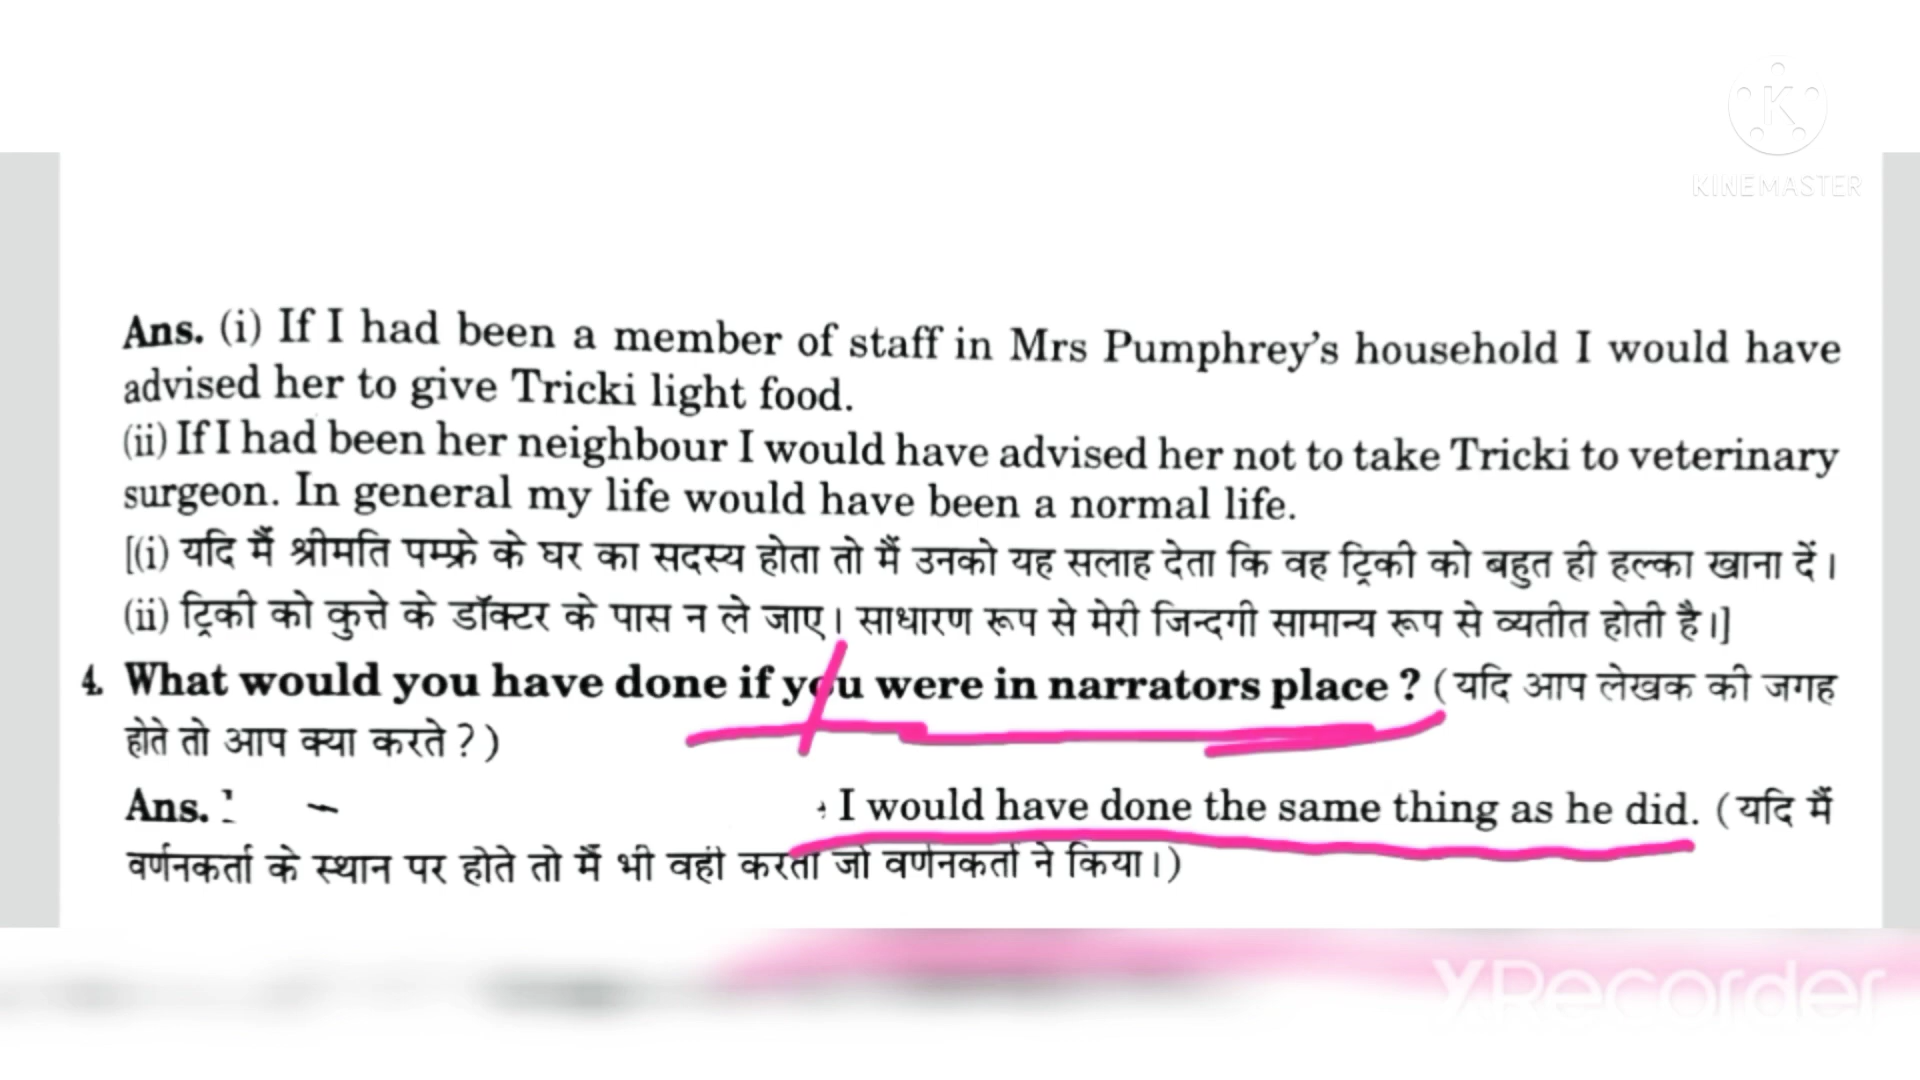 KINEMASTER
Ans. (i) If I had been a member of staff in Mrs Pumphrey's household I would have
advised her to give Tricki light food.
(ii) If I had been her neighbour I would have advised her not to take Tricki to veterinary
surgeon. In general my life would have been a normal life.
[(i) यदि मैं श्रीमति पम्फ्रे के घर का सदस्य होता तो मैं उनको यह सलाह देता कि वह ट्रिकी को बहुत ही हल्का खाना दें।
(ii) ट्रिकी को कुत्ते के डॉक्टर के पास न ले जाए। साधारण रूप से मेरी जिन्दगी सामान्य रूप से व्यतीत होती है।]
4. What would you have done if you were in narrators place ? (यदि आप लेखक की जगह
होते तो आप क्या करते ?)
Ans. I would have done the same thing as he did. (यदि मैं
वर्णनकर्ता के स्थान पर होते तो मैं भी वही करता जो वर्णनकर्ता ने किया।)
XRecorder